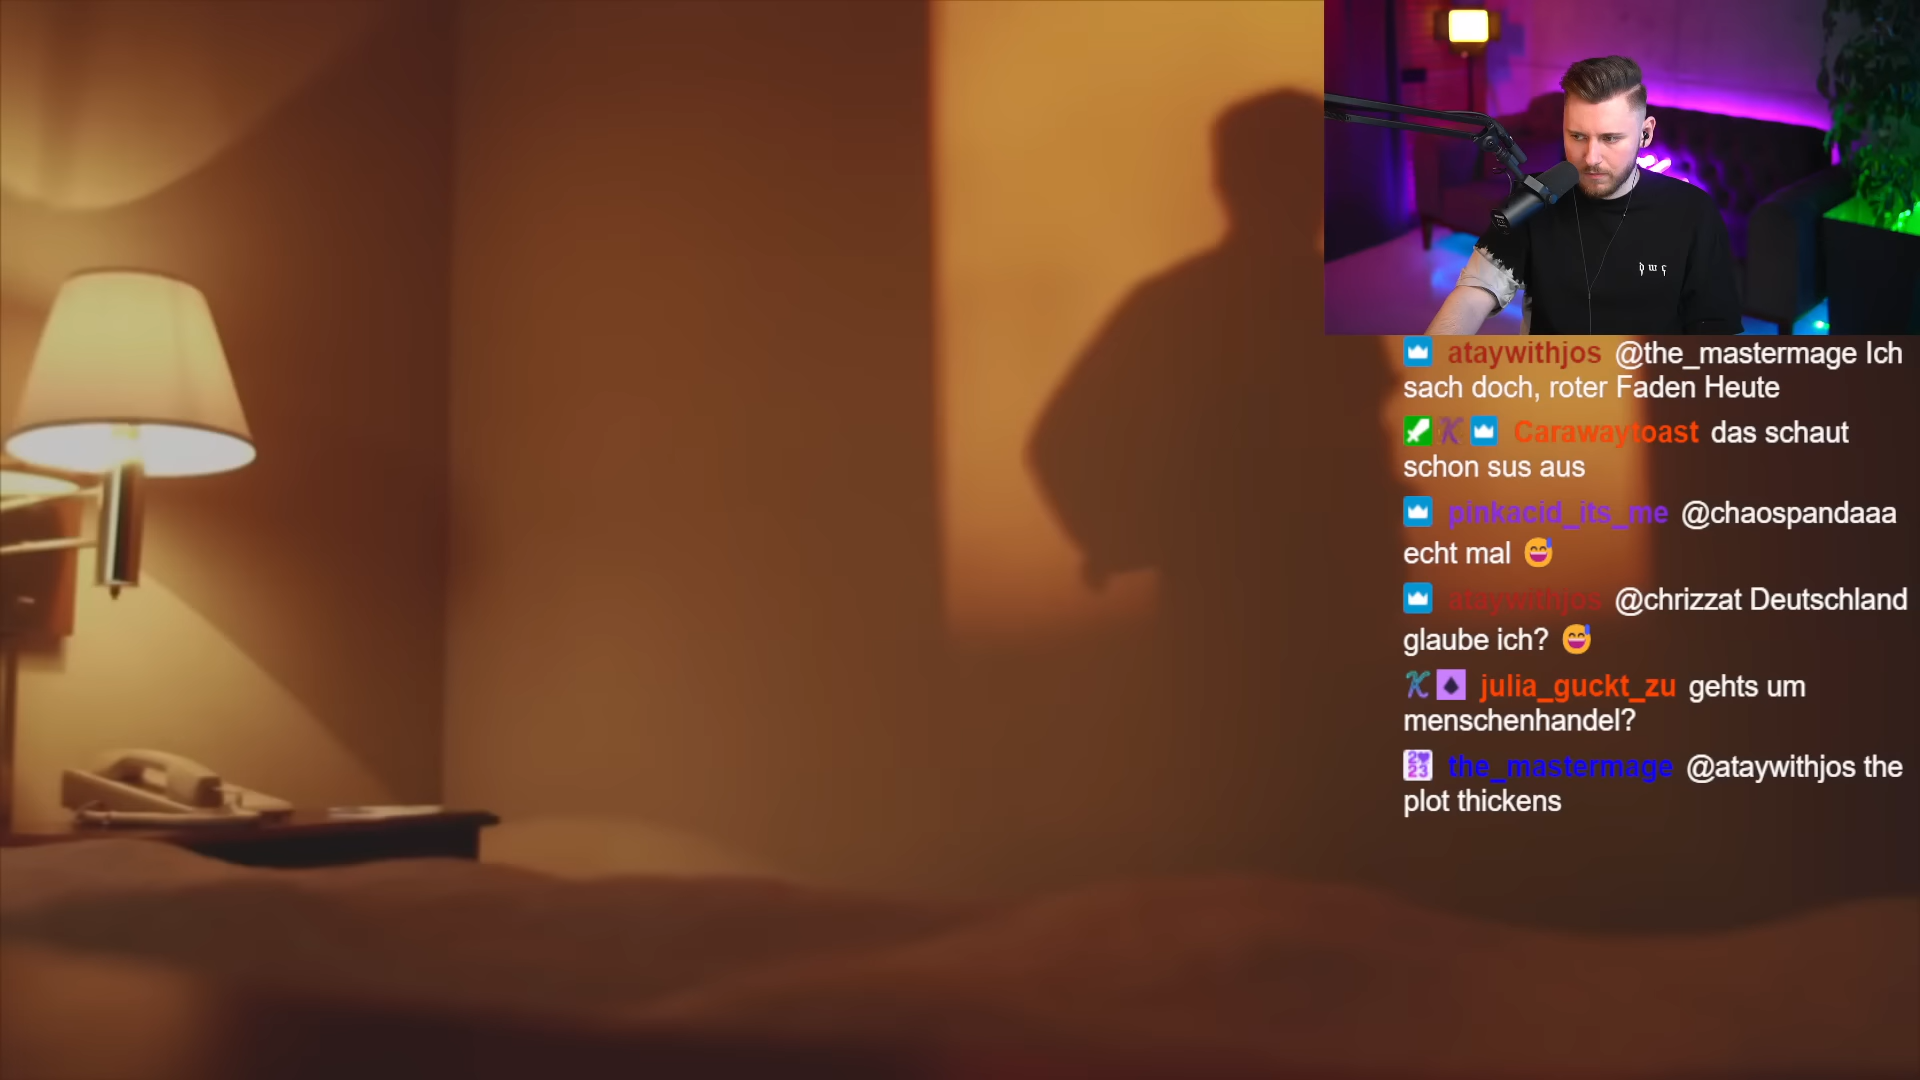 ataywithjos @the_mastermage Ich
sach doch, roter Faden Heute
Carawaytoast das schaut
schon sus aus
pinkacid_its_me @chaospandaaa
echt mal
ataywithjos @chrizzat Deutschland
glaube ich?
julia_guckt_zu gehts um
menschenhandel?
the_mastermage @ataywithjos the
plot thickens